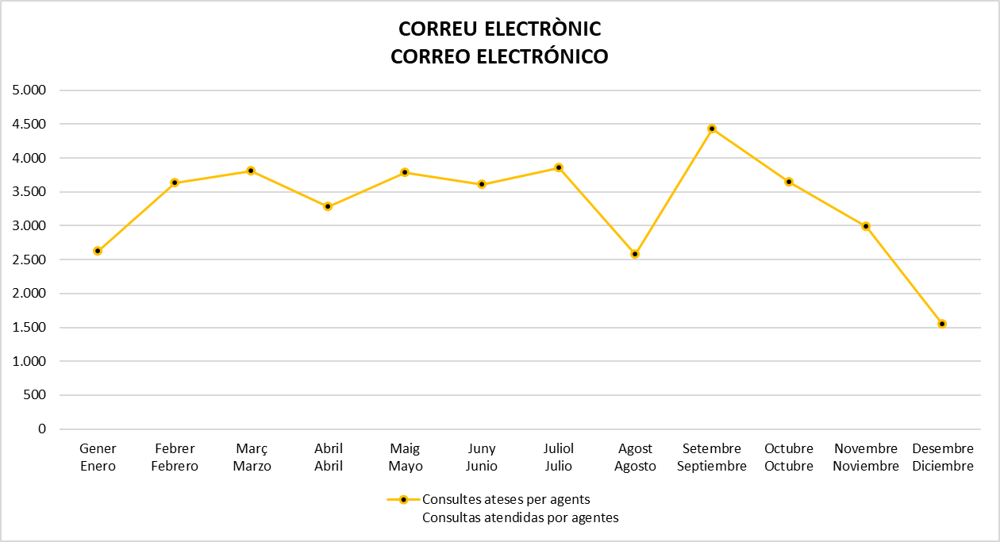 CORREU ELECTRÒNIC
CORREO ELECTRÓNICO
5.000
4.500
4.000
3.500
3.000
2.500
2.000
1.500
1.000
500
0
Gener Febrer Març Abril Maig Juny Juliol Agost Setembre Octubre Novembre Desembre
Enero Febrero Marzo Abril Mayo Junio Julio Agosto Septiembre Octubre Noviembre Diciembre
Consultes ateses per agents
Consultas atendidas por agentes